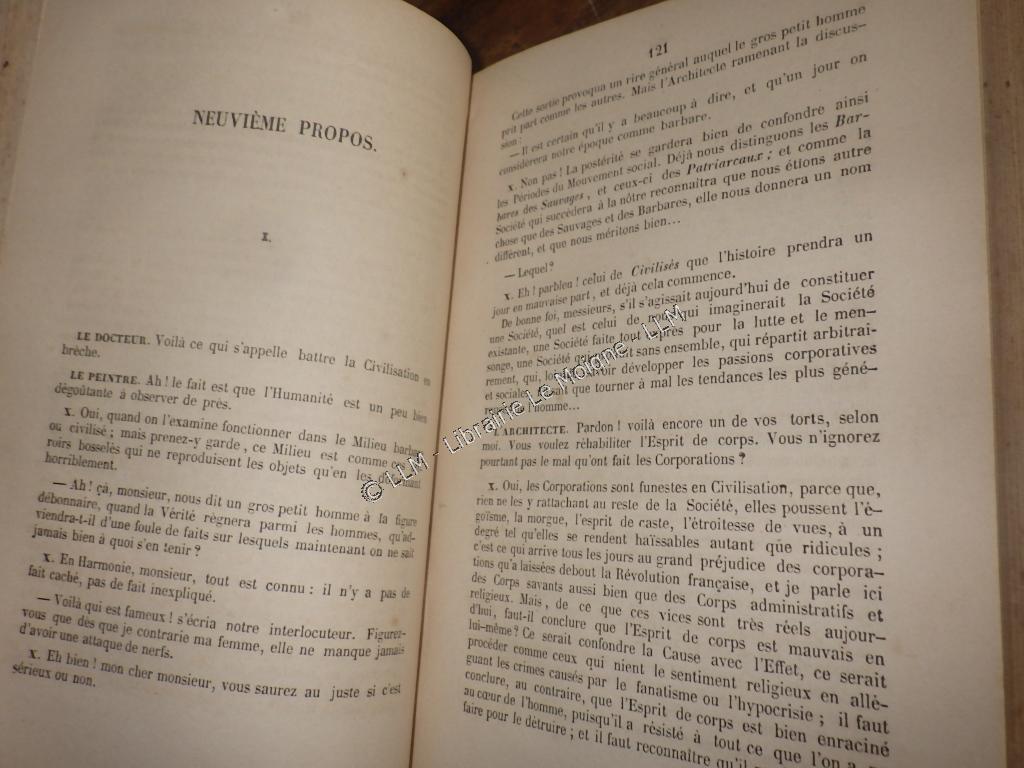 NEUVIÈME PROPOS.
I.
LE DOCTEUR. Voilà ce qui s'appelle battre la Civilisation en
brèche.
LE PEINTRE. Ah! le fait est que l'Humanité est un peu bien
dégoûtante à observer de près.
X. Oui, quand on l'examine fonctionner dans le Milieu barbare
ou civilisé; mais prenez-y garde, ce Milieu est comme ces
roirs bosselés qui ne reproduisent les objets qu'en les
horriblement.
— Ah! ça, monsieur, nous dit un gros petit homme à la figure
débonnaire, quand la Vérité règnera parmi les hommes, qu'ad-
viendra-t-il d'une foule de faits sur lesquels maintenant on ne sait
jamais bien à quoi s'en tenir?
X. En Harmonie, monsieur, tout est connu: il n'y a pas de
fait caché, pas de fait inexpliqué.
— Voilà qui est fameux! s'écria notre interlocuteur. Figurez-
vous que dès que je contrarie ma femme, elle ne manque jamais
d'avoir une attaque de nerfs.
X. Eh bien! mon cher monsieur, vous saurez au juste si c'est
sérieux ou non.
121
Cette sortie provoqua un rire général auquel le gros petit homme
prit part comme les autres. Mais l'Architecte ramenant la discus-
sion:
— Il est certain qu'il y a beaucoup à dire, et qu'un jour on
considérera notre époque comme barbare.
X. Non pas! La postérité se gardera bien de confondre ainsi
les Périodes du Mouvement social. Déjà nous distinguons les Bar-
bares des Sauvages, et ceux-ci des Patriarcaux; et comme la
Société qui succédera à la nôtre reconnaîtra que nous étions autre
chose que des Sauvages et des Barbares, elle nous donnera un nom
différent, et que nous méritons bien...
— Lequel?
X. Eh! parbleu! celui de Civilisés que l'histoire prendra un
jour en mauvaise part, et déjà cela commence.
De bonne foi, messieurs, s'il s'agissait aujourd'hui de constituer
une Société, quel est celui de nous qui imaginerait la Société
existante, une Société faite tout exprès pour la lutte et le men-
songe, une Société qui sans ensemble, qui répartit arbitrai-
rement, qui, développer les passions corporatives
et sociales, fasait que tourner à mal les tendances les plus géné-
l'homme...
L'ARCHITECTE. Pardon! voilà encore un de vos torts, selon
moi. Vous voulez réhabiliter l'Esprit de corps. Vous n'ignorez
pourtant pas le mal qu'ont fait les Corporations?
X. Oui, les Corporations sont funestes en Civilisation, parce que,
rien ne les y rattachant au reste de la Société, elles poussent l'é-
goïsme, la morgue, l'esprit de caste, l'étroitesse de vues, à un
degré tel qu'elles se rendent haïssables autant que ridicules;
c'est ce qui arrive tous les jours au grand préjudice des corpora-
tions qu'a laissées debout la Révolution française, et je parle ici
des Corps savants aussi bien que des Corps administratifs et
religieux. Mais, de ce que ces vices sont très réels aujour-
d'hui, faut-il conclure que l'Esprit de corps est mauvais en
lui-même? Ce serait confondre la Cause avec l'Effet, ce serait
procéder comme ceux qui nient le sentiment religieux en allé-
guant les crimes causés par le fanatisme ou l'hypocrisie; il faut
conclure, au contraire, que l'Esprit de corps est bien enraciné
au cœur de l'homme, puisqu'il a résisté à tout ce que l'on a
faire pour le détruire; et il faut reconnaître qu'il
© LLM - Librairie Le Molière - LLM